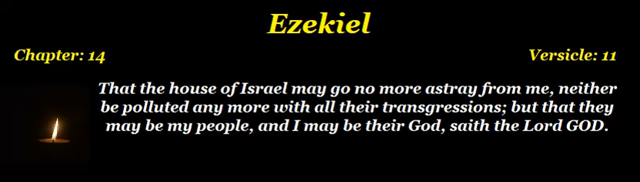 Ezekiel
Chapter: 14 Versicle: 11
That the house of Israel may go no more astray from me, neither
be polluted any more with all their transgressions; but that they
may be my people, and I may be their God, saith the Lord GOD.